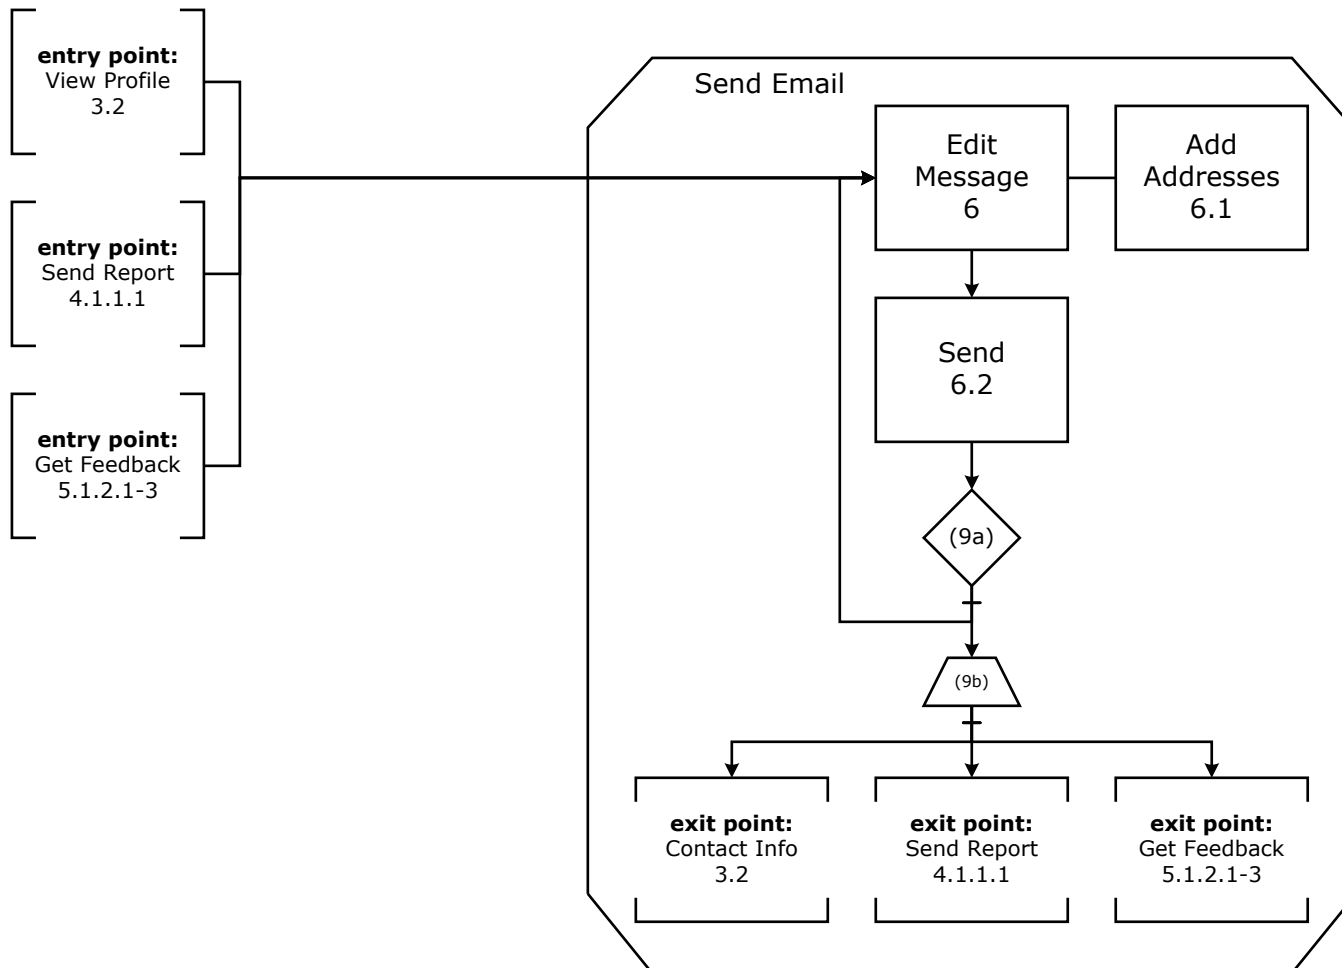 entry point:
View Profile
3.2
entry point:
Send Report
4.1.1.1
entry point:
Get Feedback
5.1.2.1-3
Send Email
Edit
Message
6
Add
Addresses
6.1
Send
6.2
(9a)
(9b)
exit point:
Contact Info
3.2
exit point:
Send Report
4.1.1.1
exit point:
Get Feedback
5.1.2.1-3